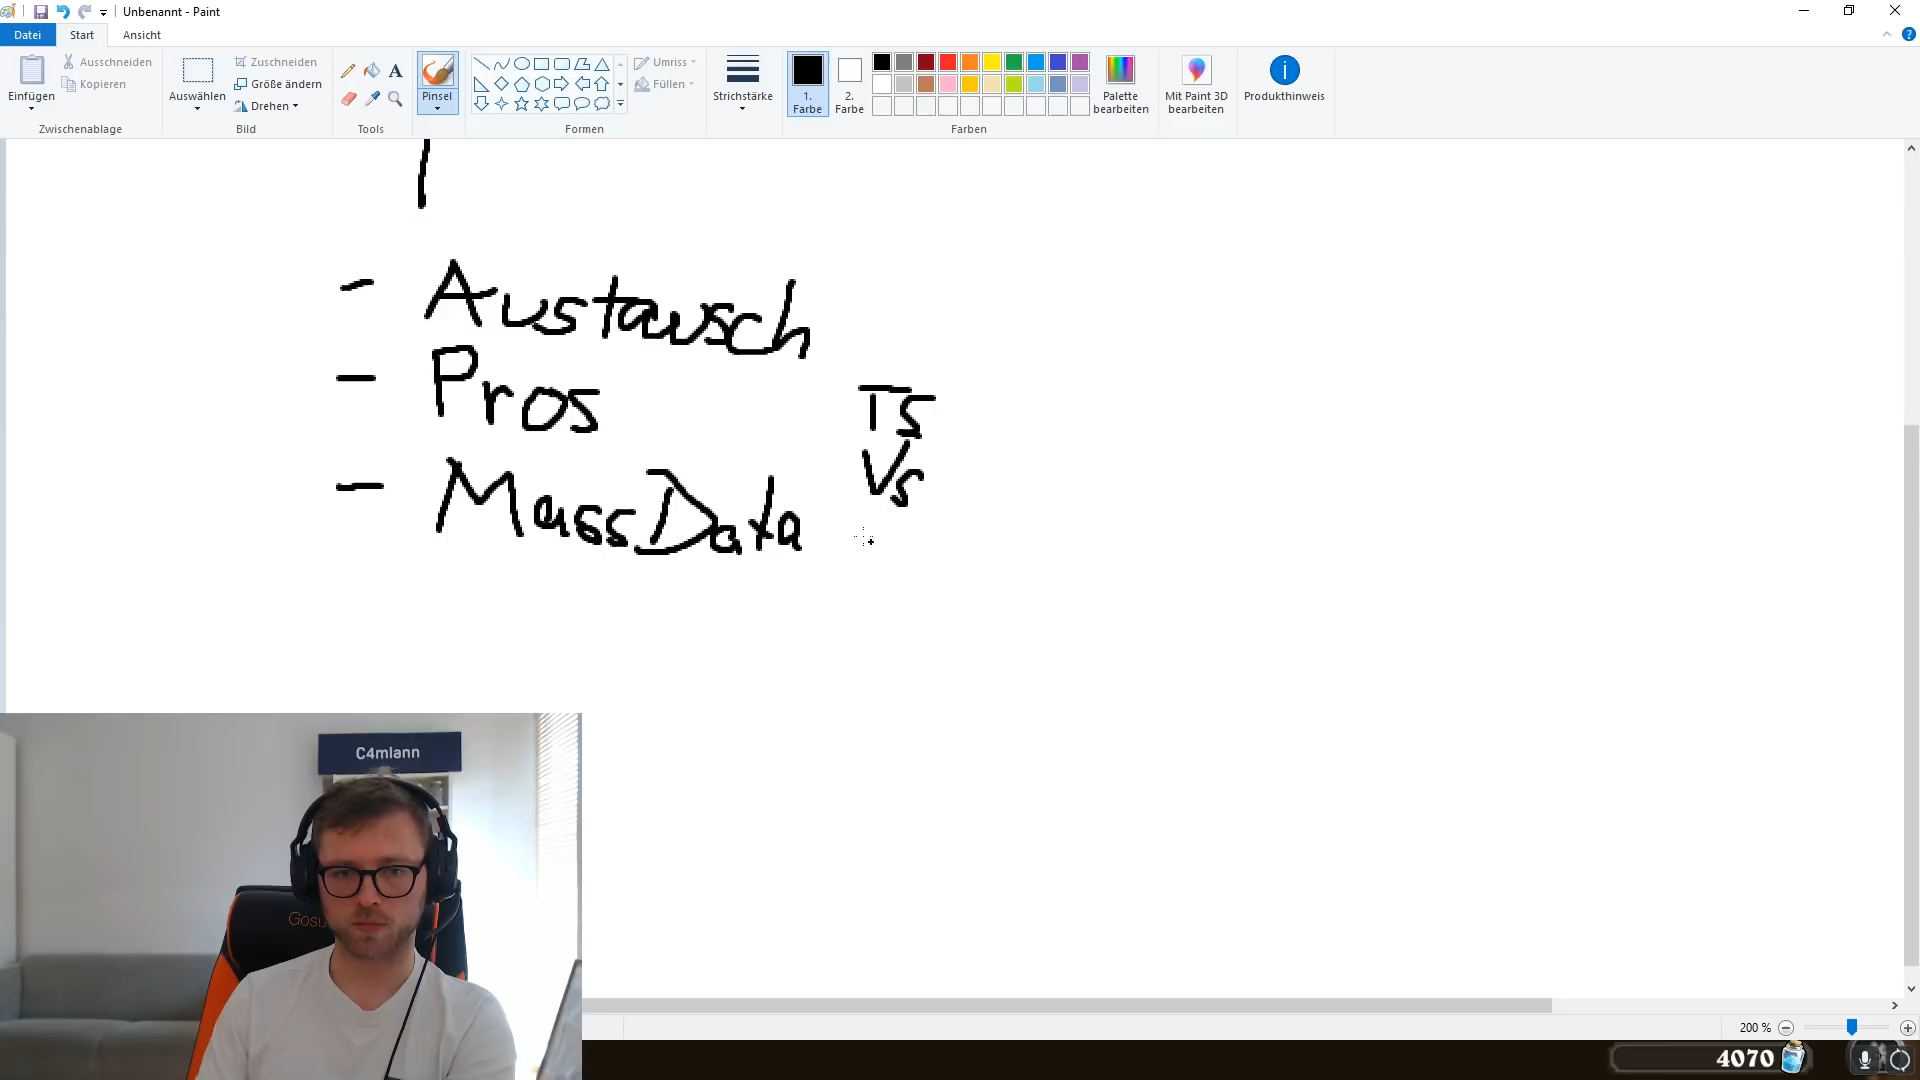 Unbenannt - Paint
Datei Start Ansicht
Einfügen
Ausschneiden
Kopieren
Zwischenablage
Auswählen
Zuschneiden
Größe ändern
Drehen
Bild
A
Tools
Pinsel
Formen
Umriss
Füllen
Strichstärke
1.
Farbe
2.
Farbe
Palette
bearbeiten
Farben
Mit Paint 3D
bearbeiten
Produkthinweis
- Austausch
- Pros
- MassData
TS
Vs
C4mlann
Gosu
200 %
4070